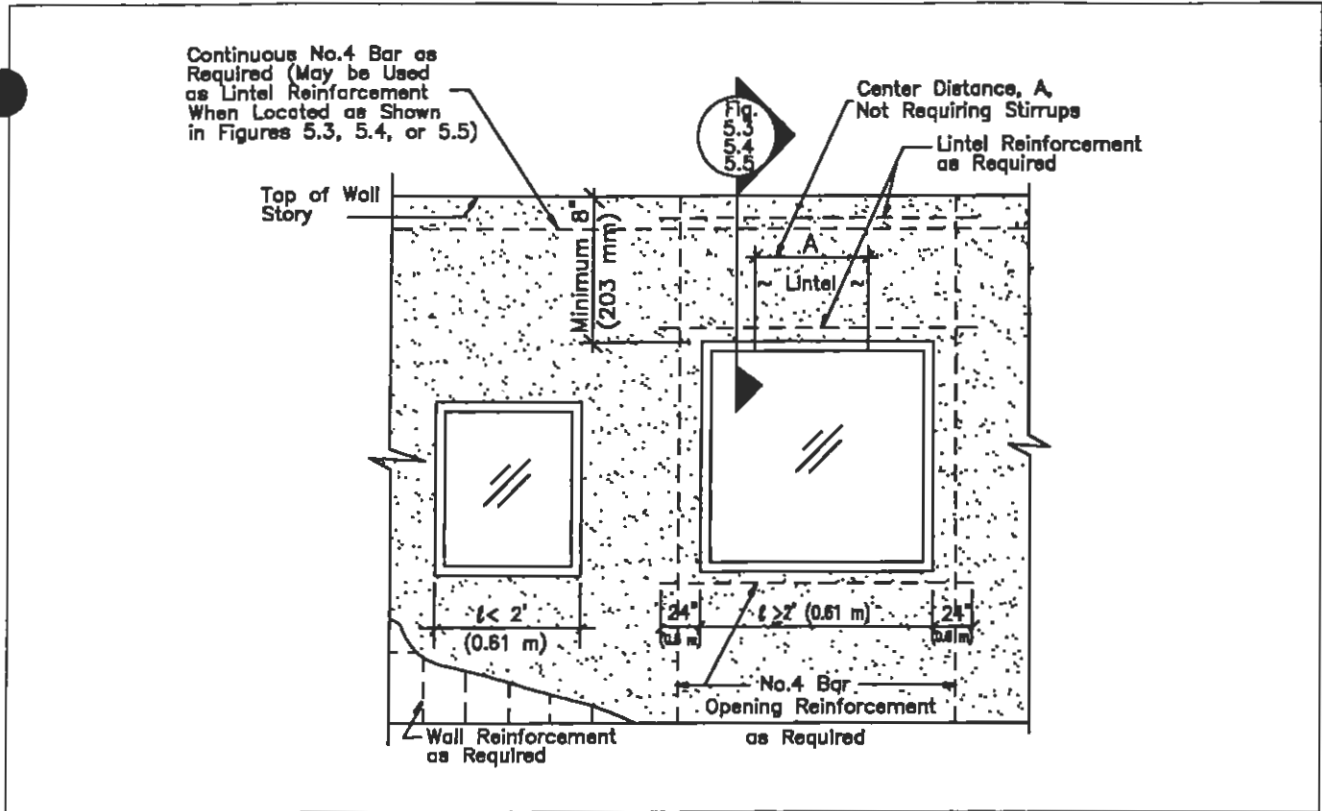 Continuous No.4 Bar as
Required (May be Used
as Lintel Reinfarcement
When Located as Shown
in Figures 5.3, 5.4, or 5.5)
Fig.
5.3
5.4
5.5
Center Distance, A,
Not Requiring Stirrups
Lintel Reinforcement
as Required
Top of Wall
Story
Minimum 8"
(203 mm)
A
~ Lintel ~
ℓ< 2'
(0.61 m)
24"
(0.6 m)
ℓ >2' (0.61 m)
24"
(0.6 m)
No.4 Bar
Opening Reinforcement
as Required
Wall Reinforcement
as Required